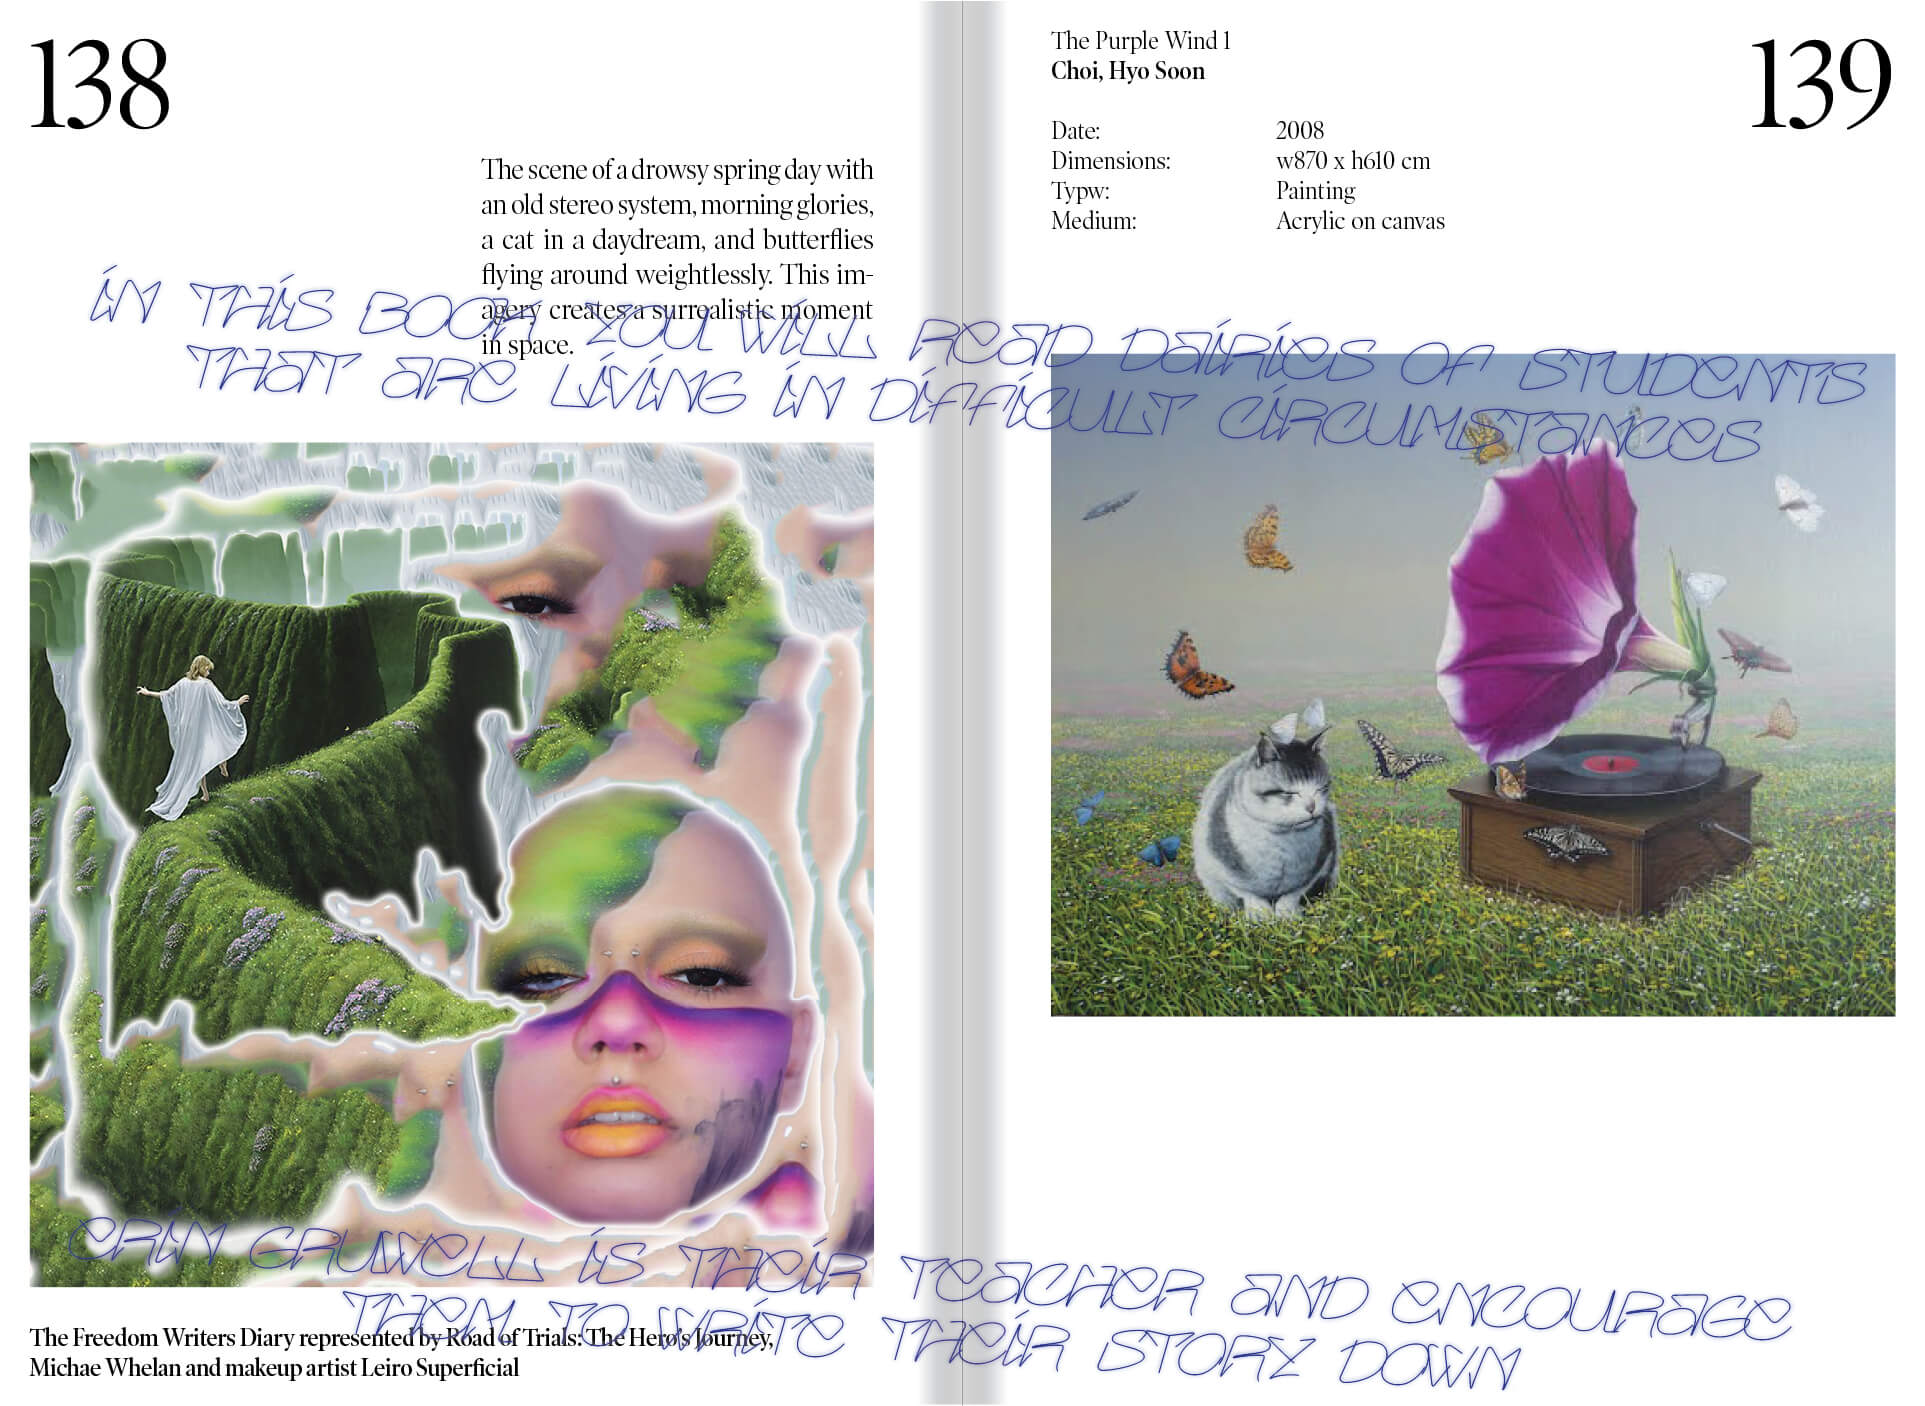 138
The scene of a drowsy spring day with
an old stereo system, morning glories,
a cat in a daydream, and butterflies
flying around weightlessly. This im-
agery creates a surrealistic moment
in space.
IN THIS BOOK YOU WILL READ DAIRIES OF STUDENTS
THAT ARE LIVING IN DIFFICULT CIRCUMSTANCES
ERIN GRUWELL IS THEIR TEACHER AND ENCOURAGE
THEM TO WRITE THEIR STORY DOWN
The Freedom Writers Diary represented by Road of Trials: The Hero's Journey,
Michae Whelan and makeup artist Leiro Superficial
The Purple Wind 1
Choi, Hyo Soon
139
Date: 2008
Dimensions: w870 x h610 cm
Typw: Painting
Medium: Acrylic on canvas